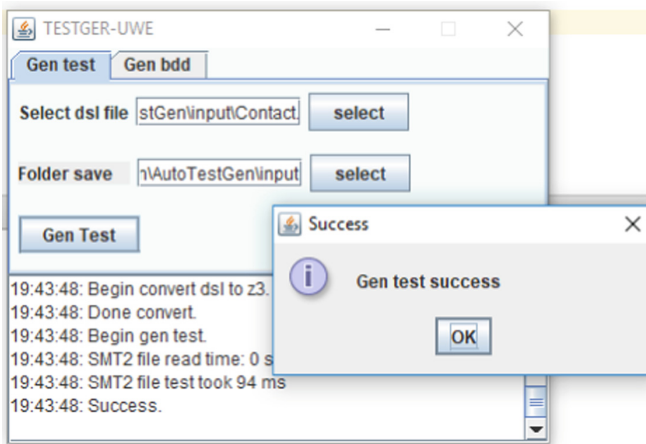 TESTGER-UWE
Gen test Gen bdd
Select dsl file stGen\input\Contact. select
Folder save \AutoTestGen\input select
Gen Test
Success
Gen test success
OK
19:43:48: Begin convert dsl to z3.
19:43:48: Done convert.
19:43:48: Begin gen test.
19:43:48: SMT2 file read time: 0 s
19:43:48: SMT2 file test took 94 ms
19:43:48: Success.